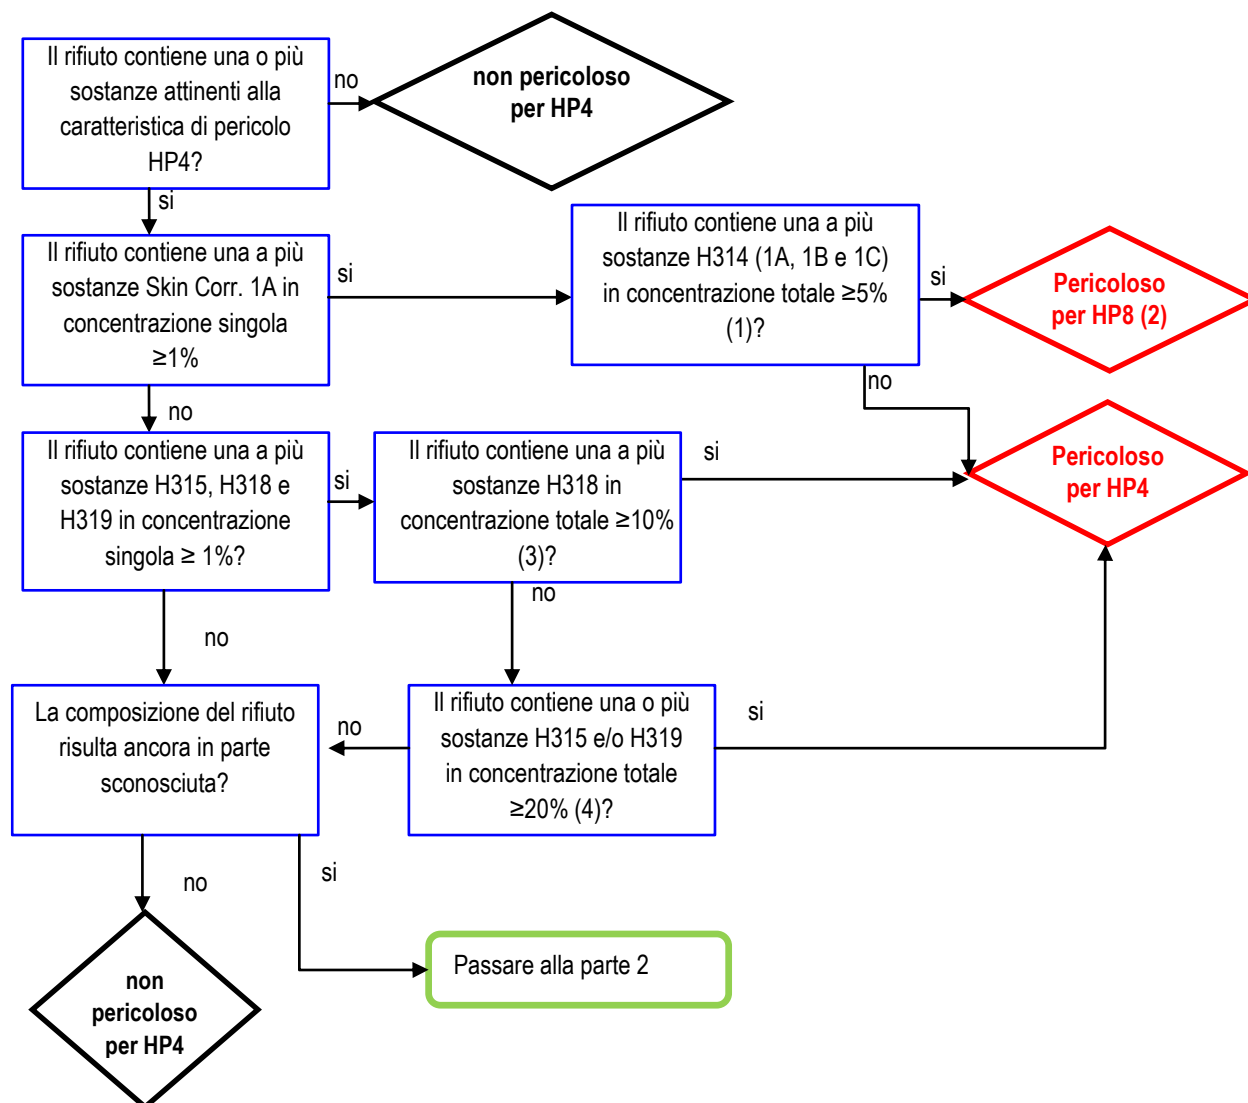 Il rifiuto contiene una o più
sostanze attinenti alla
caratteristica di pericolo
HP4?
no
non pericoloso
per HP4
si
Il rifiuto contiene una a più
sostanze Skin Corr. 1A in
concentrazione singola
≥1%
si
Il rifiuto contiene una a più
sostanze H314 (1A, 1B e 1C)
in concentrazione totale ≥5%
(1)?
si
Pericoloso
per HP8 (2)
no
no
Il rifiuto contiene una a più
sostanze H315, H318 e
H319 in concentrazione
singola ≥ 1%?
si
Il rifiuto contiene una a più
sostanze H318 in
concentrazione totale ≥10%
(3)?
si
Pericoloso
per HP4
no
no
La composizione del rifiuto
risulta ancora in parte
sconosciuta?
no
Il rifiuto contiene una o più
sostanze H315 e/o H319
in concentrazione totale
≥20% (4)?
si
no
si
non
pericoloso
per HP4
Passare alla parte 2